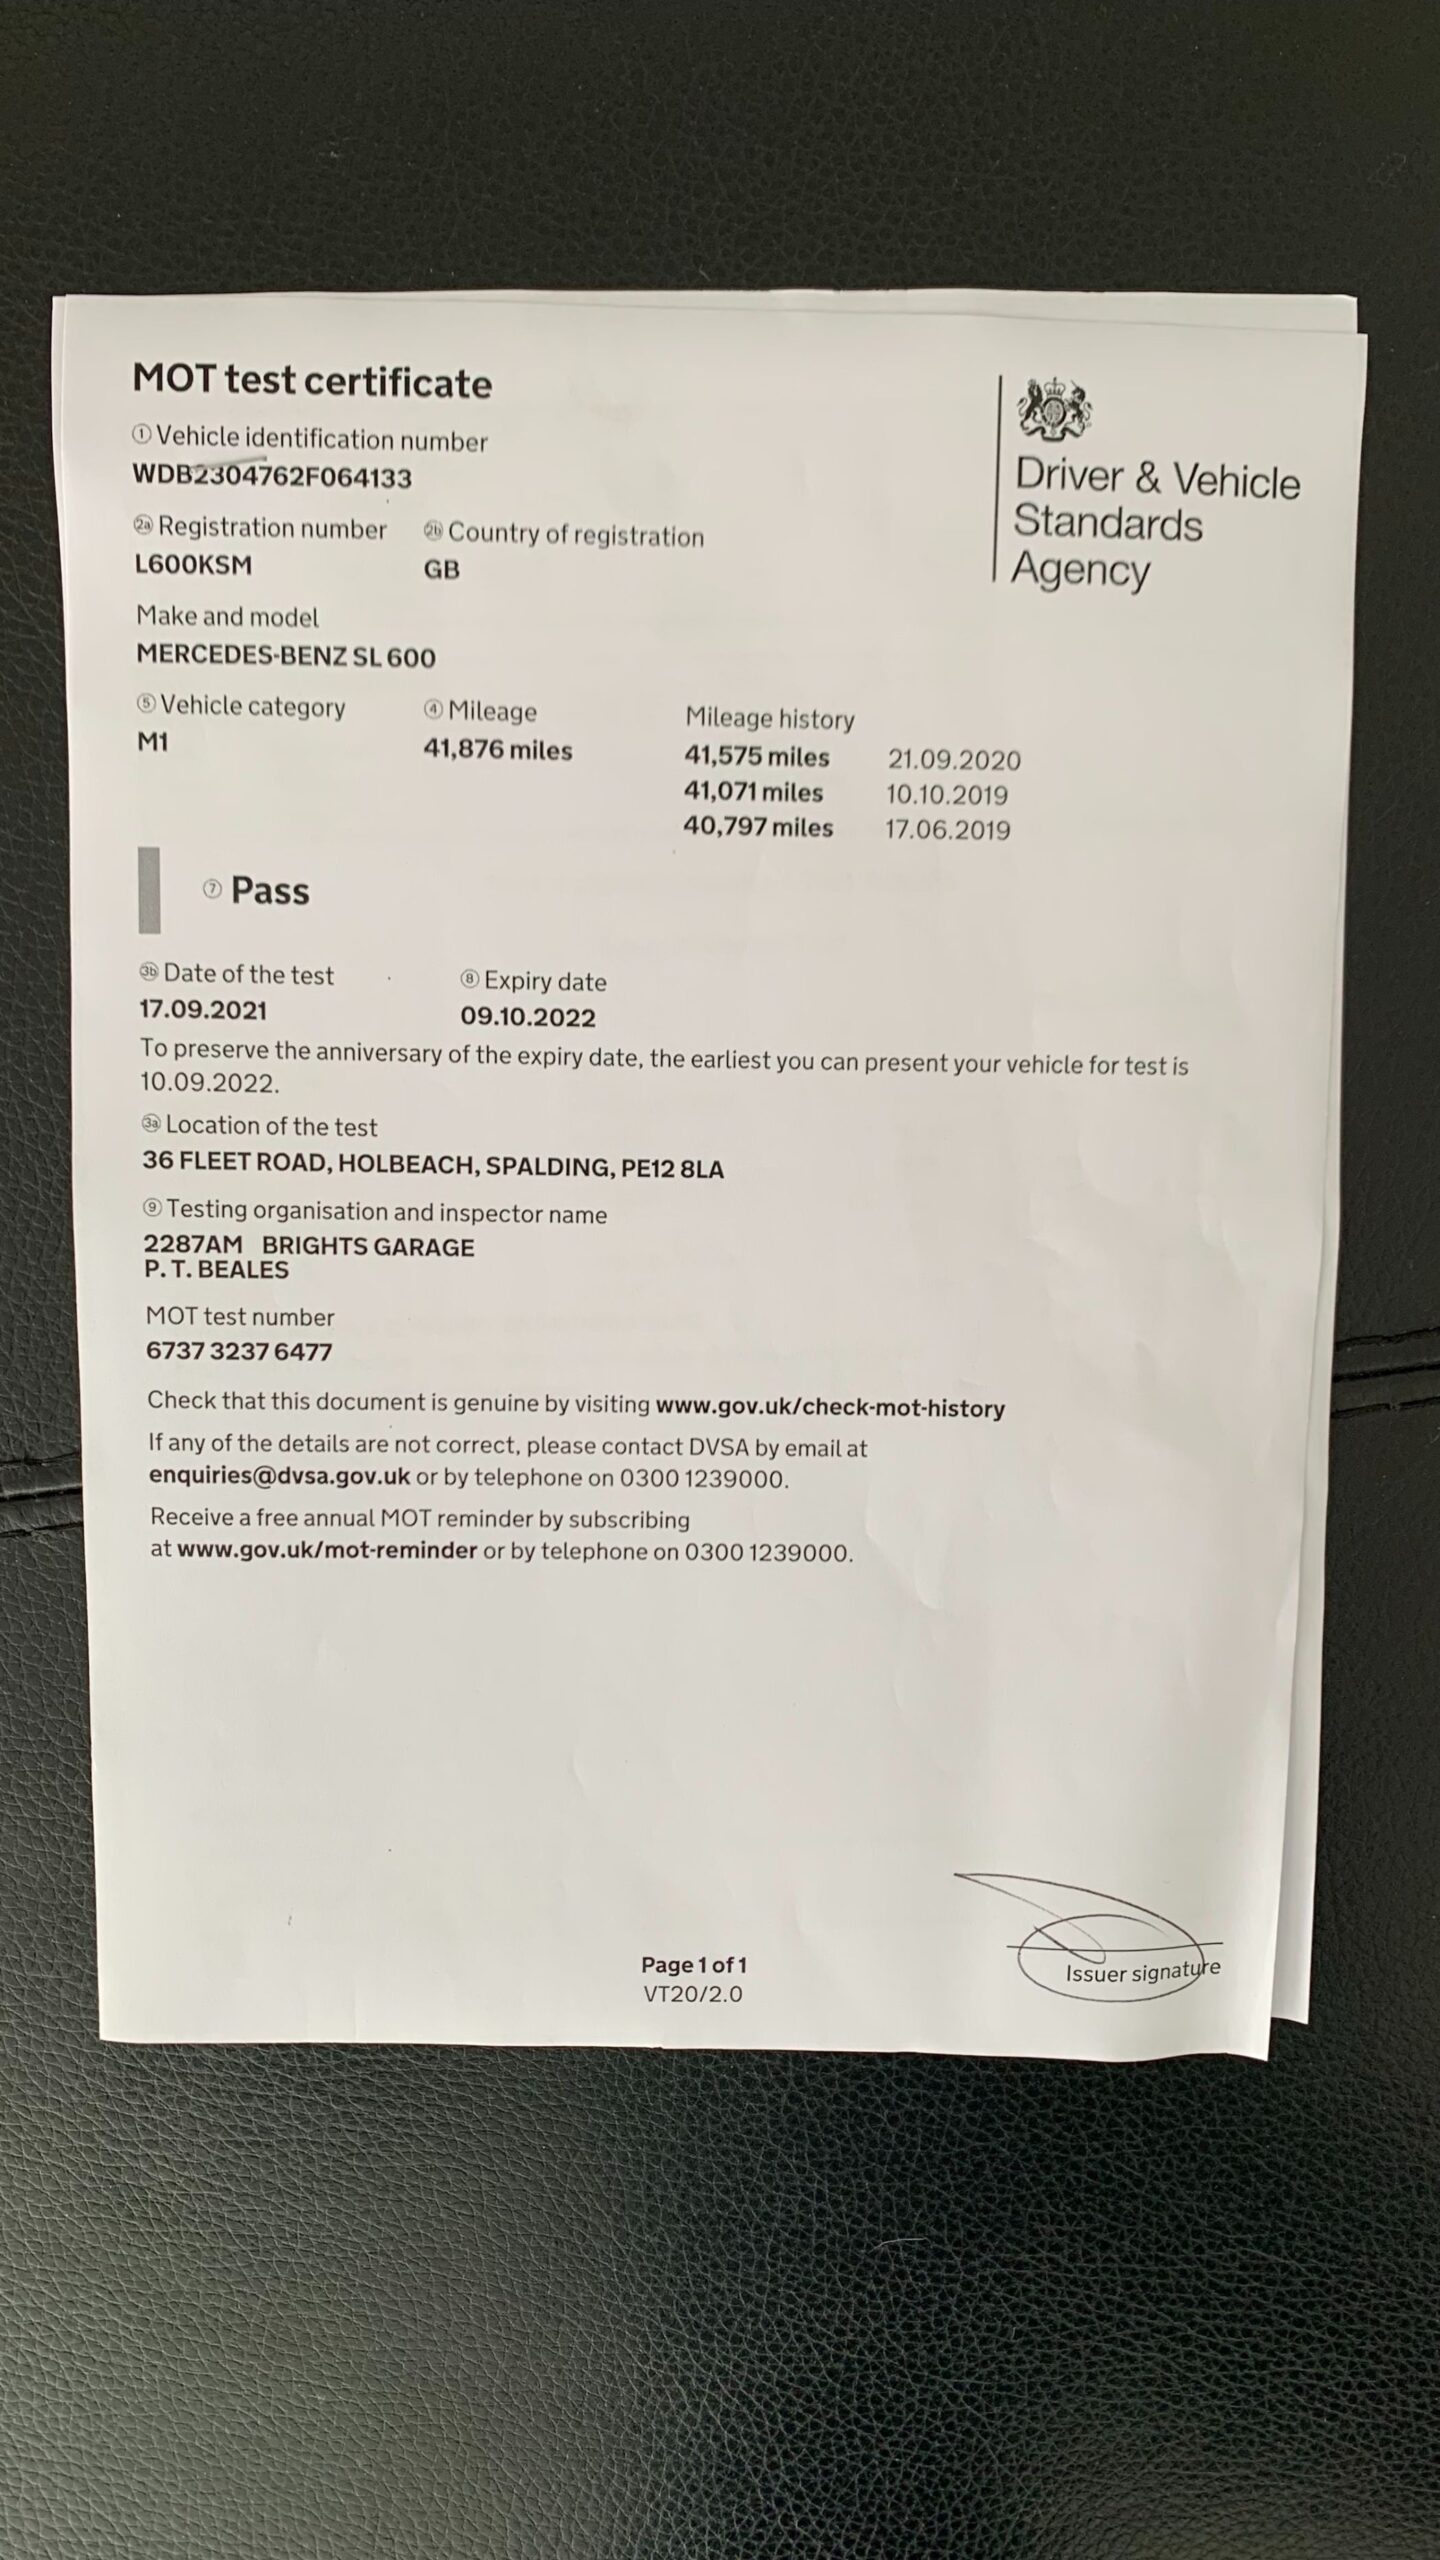 MOT test certificate
① Vehicle identification number
WDB2304762F064133
Driver & Vehicle
Standards
Agency
2a Registration number 2b Country of registration
L600KSM GB
Make and model
MERCEDES-BENZ SL 600
⑤ Vehicle category ④ Mileage Mileage history
M1 41,876 miles 41,575 miles 21.09.2020
41,071 miles 10.10.2019
40,797 miles 17.06.2019
⑦ Pass
3b Date of the test ⑧ Expiry date
17.09.2021 09.10.2022
To preserve the anniversary of the expiry date, the earliest you can present your vehicle for test is
10.09.2022.
3a Location of the test
36 FLEET ROAD, HOLBEACH, SPALDING, PE12 8LA
⑨ Testing organisation and inspector name
2287AM BRIGHTS GARAGE
P. T. BEALES
MOT test number
6737 3237 6477
Check that this document is genuine by visiting www.gov.uk/check-mot-history
If any of the details are not correct, please contact DVSA by email at
enquiries@dvsa.gov.uk or by telephone on 0300 1239000.
Receive a free annual MOT reminder by subscribing
at www.gov.uk/mot-reminder or by telephone on 0300 1239000.
Issuer signature
Page 1 of 1
VT20/2.0